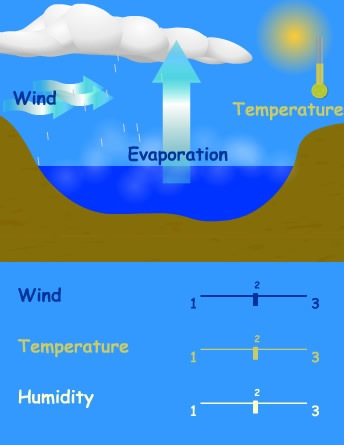 Wind
Temperature
Evaporation
Wind 1 2 3
Temperature 1 2 3
Humidity 1 2 3